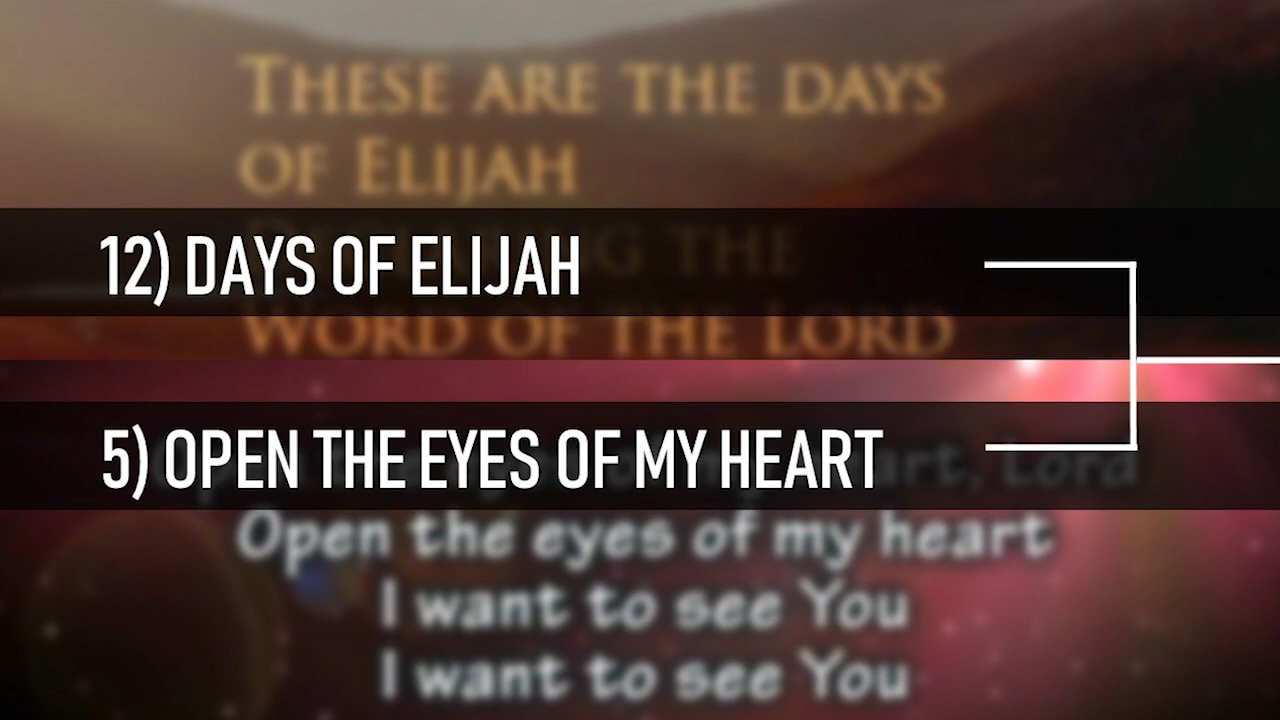 THESE ARE THE DAYS
OF ELIJAH
12) DAYS OF ELIJAH
WORD OF THE LORD
5) OPEN THE EYES OF MY HEART
Open the eyes of my heart
I want to see You
I want to see You